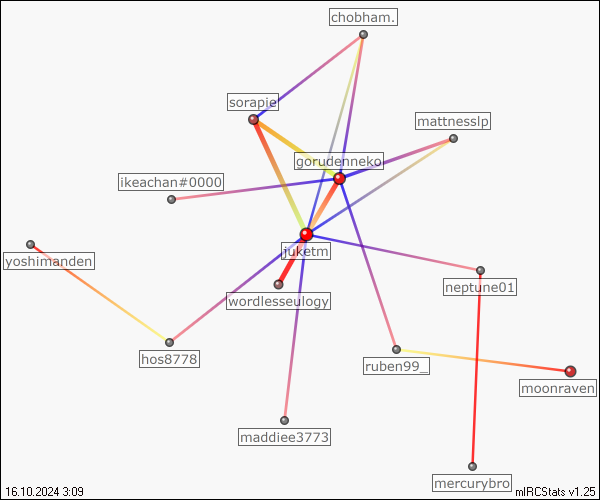 chobham.
sorapie
mattnesslp
gorudenneko
ikeachan#0000
juketm
yoshimanden
neptune01
wordlesseulogy
hos8778
ruben99_
moonraven
maddiee3773
mercurybro
16.10.2024 3:09
mIRCStats v1.25